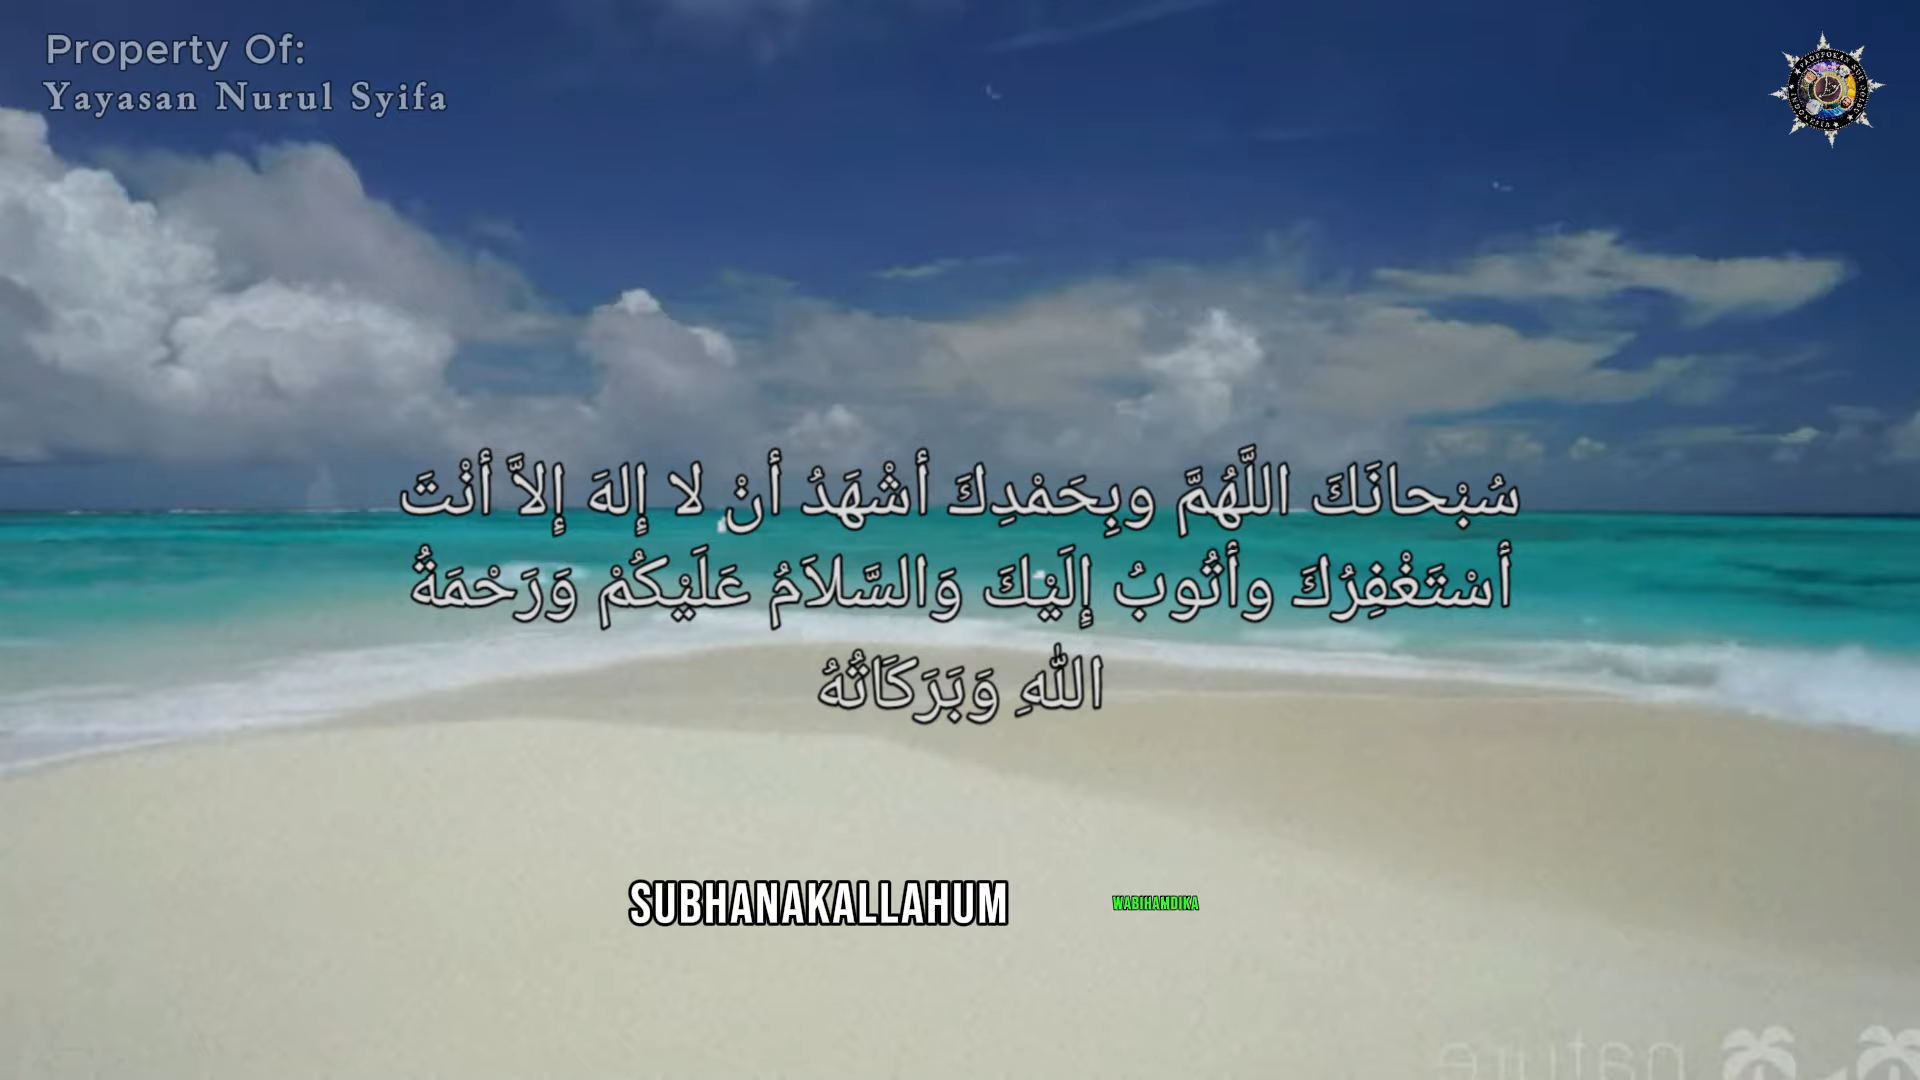 Property Of:
Yayasan Nurul Syifa
سُبْحانَكَ اللَّهُمَّ وبِحَمْدِكَ أشْهَدُ أنْ لا إلهَ إلاَّ أنْتَ
أسْتَغْفِرُكَ وأتُوبُ إلَيْكَ وَالسَّلاَمُ عَلَيْكُمْ وَرَحْمَةُ
اللهِ وَبَرَكَاتُهُ
SUBHANAKALLAHUM WABIHAMDIKA
nature